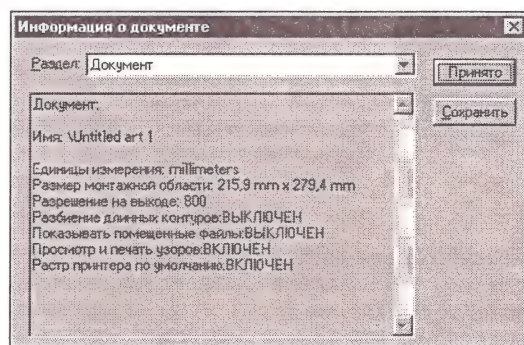 Информация о документе
Раздел: Документ
Принято
Сохранить
Документ:
Имя: \Untitled art 1
Единицы измерения: millimeters
Размер монтажной области: 215,9 mm x 279,4 mm
Разрешение на выходе: 800
Разбиение длинных контуров:ВЫКЛЮЧЕН
Показывать помещенные файлы:ВЫКЛЮЧЕН
Просмотр и печать узоров:ВКЛЮЧЕН
Растр принтера по умолчанию:ВКЛЮЧЕН